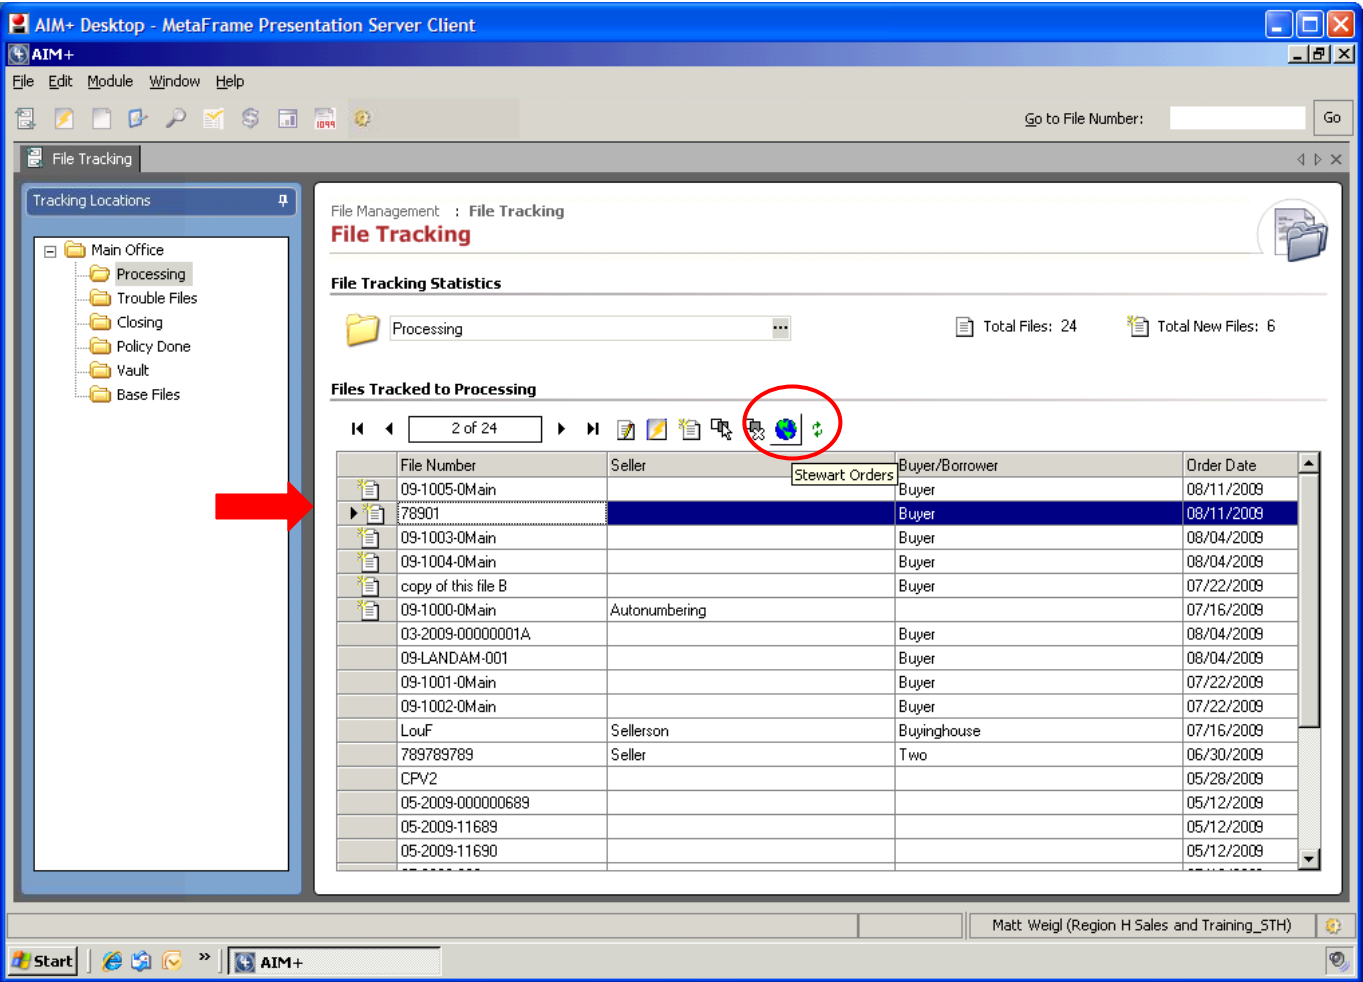 AIM+ Desktop - MetaFrame Presentation Server Client
AIM+
File Edit Module Window Help
1099 Go to File Number: Go
File Tracking
Tracking Locations
Main Office
Processing
Trouble Files
Closing
Policy Done
Vault
Base Files
File Management : File Tracking
File Tracking
File Tracking Statistics
Processing ... Total Files: 24 Total New Files: 6
Files Tracked to Processing
2 of 24
Stewart Orders
File Number Seller Buyer/Borrower Order Date
09-1005-0Main Buyer 08/11/2009
78901 Buyer 08/11/2009
09-1003-0Main Buyer 08/04/2009
09-1004-0Main Buyer 08/04/2009
copy of this file B Buyer 07/22/2009
09-1000-0Main Autonumbering 07/16/2009
03-2009-00000001A Buyer 08/04/2009
09-LANDAM-001 Buyer 08/04/2009
09-1001-0Main Buyer 07/22/2009
09-1002-0Main Buyer 07/22/2009
LouF Sellerson Buyinghouse 07/16/2009
789789789 Seller Two 06/30/2009
CPV2 05/28/2009
05-2009-000000689 05/12/2009
05-2009-11689 05/12/2009
05-2009-11690 05/12/2009
Matt Weigl (Region H Sales and Training_STH)
Start » AIM+